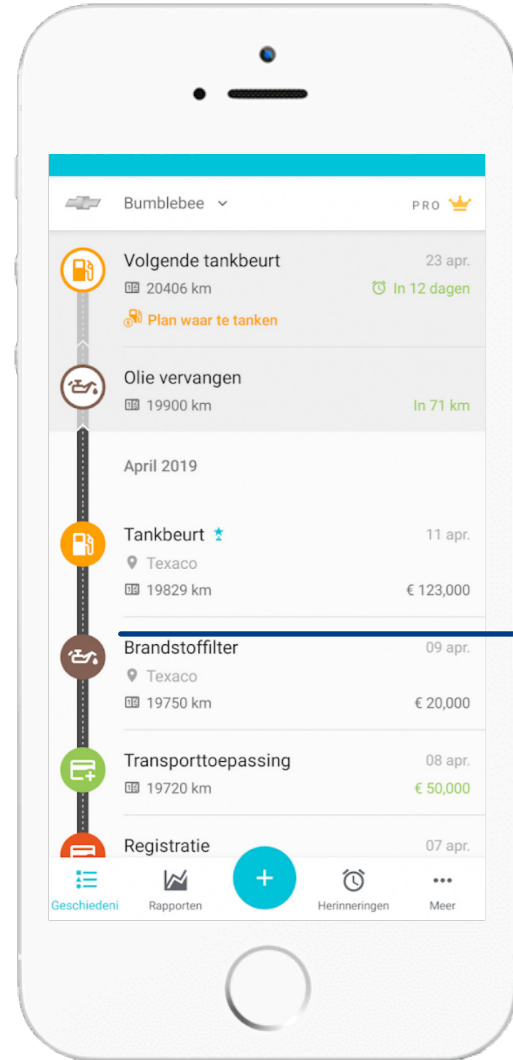 Bumblebee
PRO
Volgende tankbeurt
23 apr.
20406 km
In 12 dagen
Plan waar te tanken
Olie vervangen
19900 km
In 71 km
April 2019
Tankbeurt
11 apr.
Texaco
19829 km
€ 123,000
Brandstoffilter
09 apr.
Texaco
19750 km
€ 20,000
Transporttoepassing
08 apr.
19720 km
€ 50,000
Registratie
07 apr.
Geschiedeni
Rapporten
Herinneringen
Meer